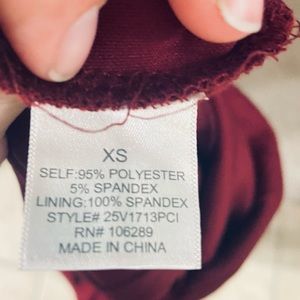 XS
SELF:95% POLYESTER
5% SPANDEX
LINING:100% SPANDEX
STYLE# 25V1713PCI
RN# 106289
MADE IN CHINA